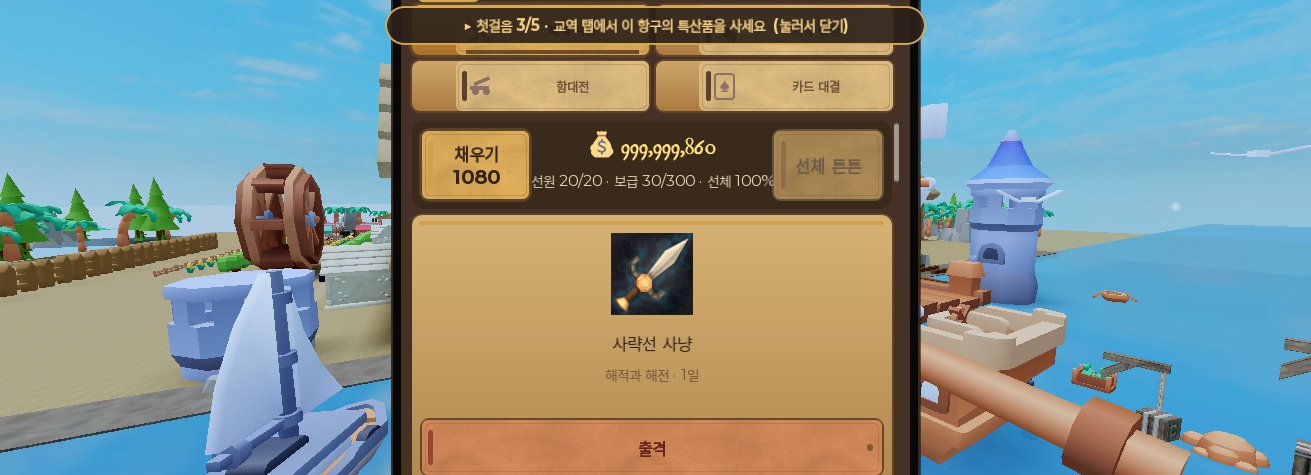 ▸ 첫걸음 3/5 · 교역 탭에서 이 항구의 특산품을 사세요 (눌러서 닫기)
함대전
카드 대결
채우기
1080
999,999,860
선원 20/20 · 보급 30/300 · 선체 100%
선체 튼튼
사략선 사냥
해적과 해전 · 1일
출격